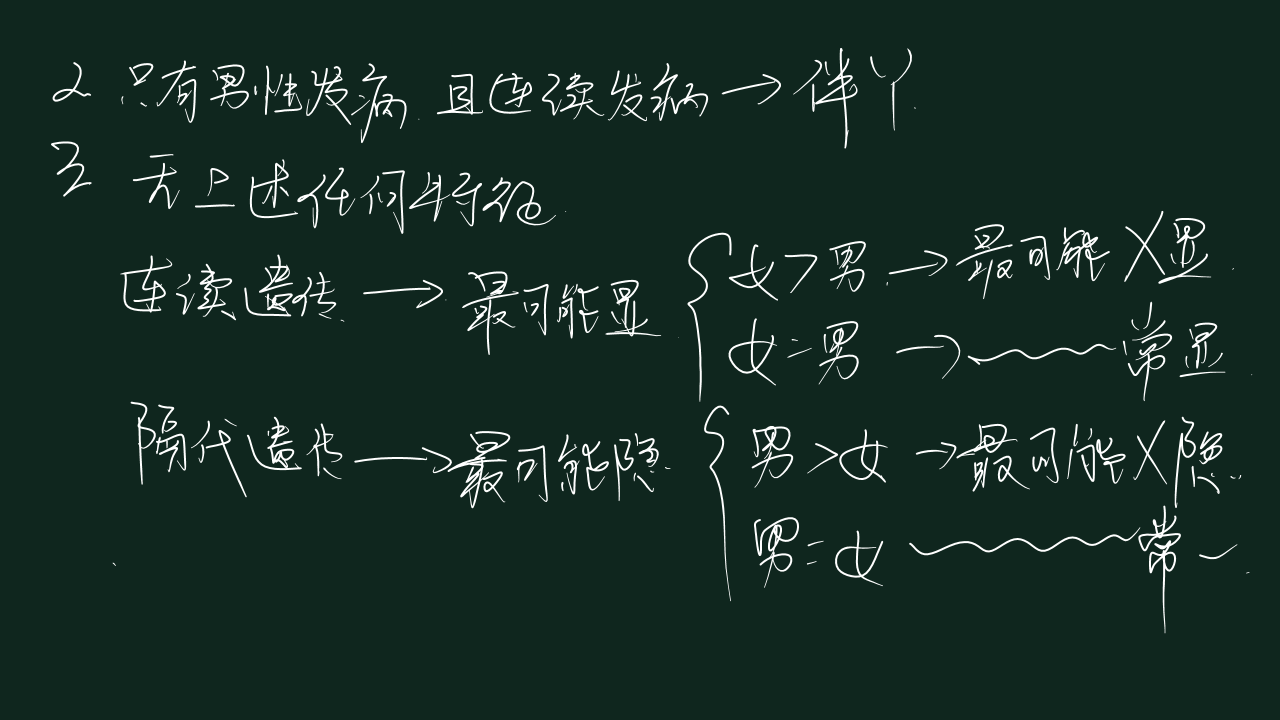 2 只有男性发病 且连续发病→伴Y
3 无上述任何特征
连续遗传→最可能显 { 女>男→最可能X显
女=男→~~~常显
隔代遗传→最可能隐 { 男>女→最可能X隐
男=女~~~常~